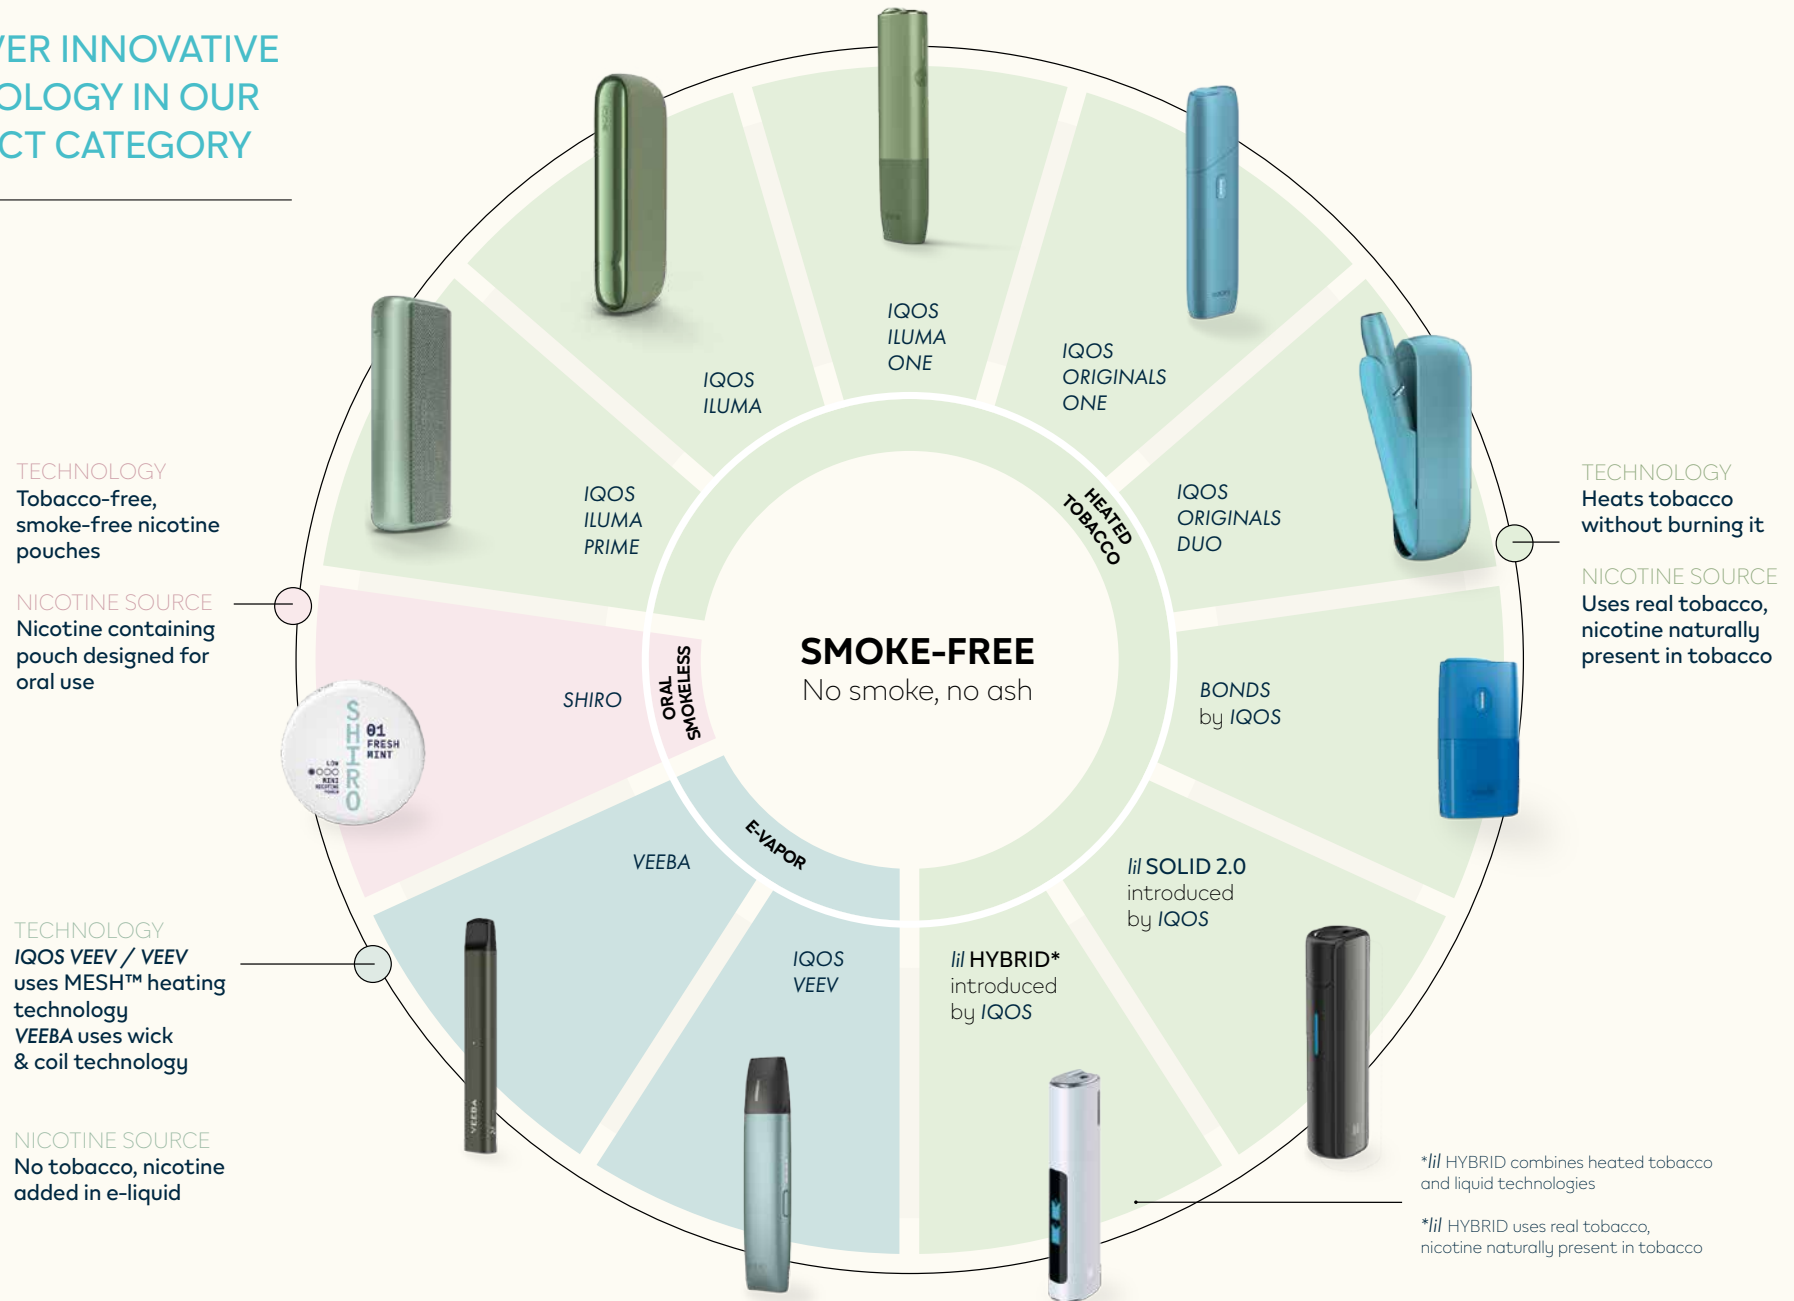 VER INNOVATIVE
OLOGY IN OUR
CT CATEGORY
IQOS
ILUMA
ONE
IQOS
ILUMA
IQOS
ORIGINALS
ONE
IQOS
ILUMA
PRIME
IQOS
ORIGINALS
DUO
HEATED
TOBACCO
TECHNOLOGY
Tobacco-free,
smoke-free nicotine
pouches
NICOTINE SOURCE
Nicotine containing
pouch designed for
oral use
TECHNOLOGY
Heats tobacco
without burning it
NICOTINE SOURCE
Uses real tobacco,
nicotine naturally
present in tobacco
SMOKE-FREE
No smoke, no ash
ORAL
SMOKELESS
SHIRO
SHIRO
01
FRESH
MINT
LOW
MINI
BONDS
by IQOS
E-VAPOR
VEEBA
VEEBA
lil SOLID 2.0
introduced
by IQOS
IQOS
VEEV
lil HYBRID*
introduced
by IQOS
TECHNOLOGY
IQOS VEEV / VEEV
uses MESH™ heating
technology
VEEBA uses wick
& coil technology
NICOTINE SOURCE
No tobacco, nicotine
added in e-liquid
*lil HYBRID combines heated tobacco
and liquid technologies
*lil HYBRID uses real tobacco,
nicotine naturally present in tobacco